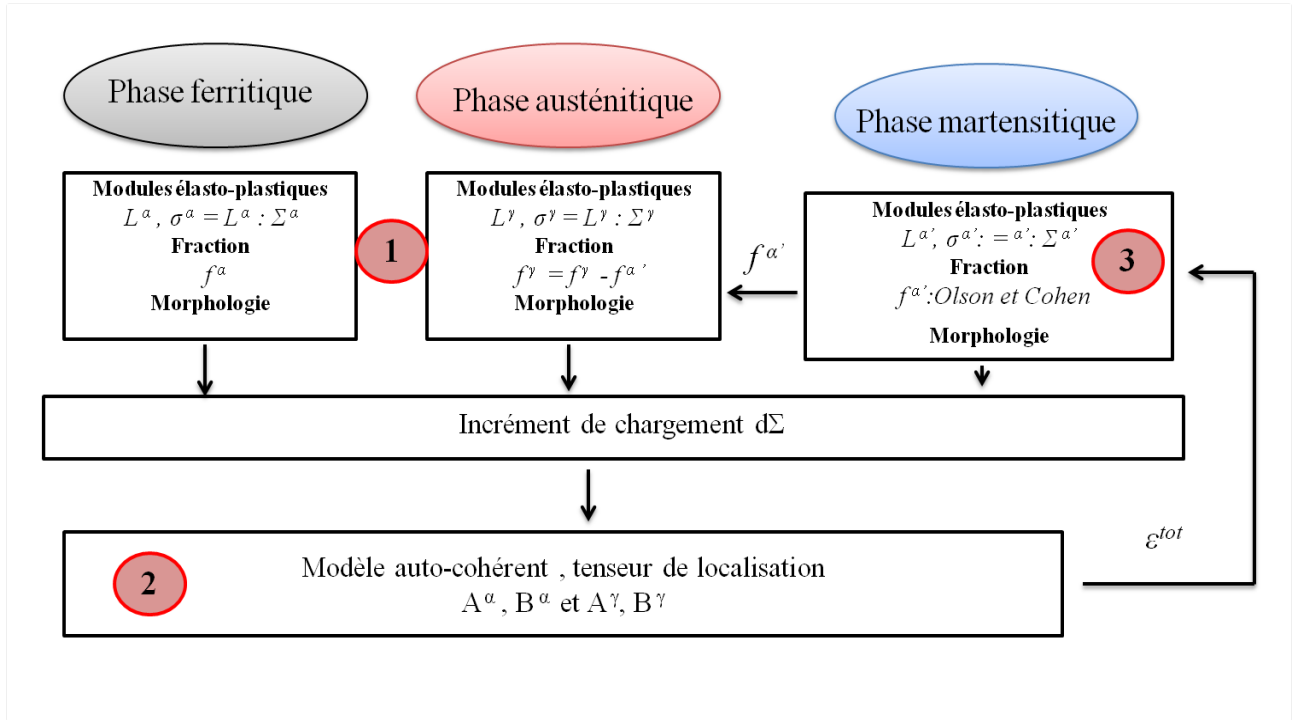 Phase ferritique
Phase austénitique
Phase martensitique
Modules élasto-plastiques
L^α, σ^α = L^α : Σ^α
Fraction
f^α
Morphologie
1
Modules élasto-plastiques
L^γ, σ^γ = L^γ : Σ^γ
Fraction
f^γ = f^γ - f^α'
Morphologie
f^α'
Modules élasto-plastiques
L^α', σ^α': = ^α': Σ^α'
Fraction
f^α':Olson et Cohen
Morphologie
3
Incrément de chargement dΣ
2
Modèle auto-cohérent , tenseur de localisation
A^α , B^α et A^γ, B^γ
ε^tot